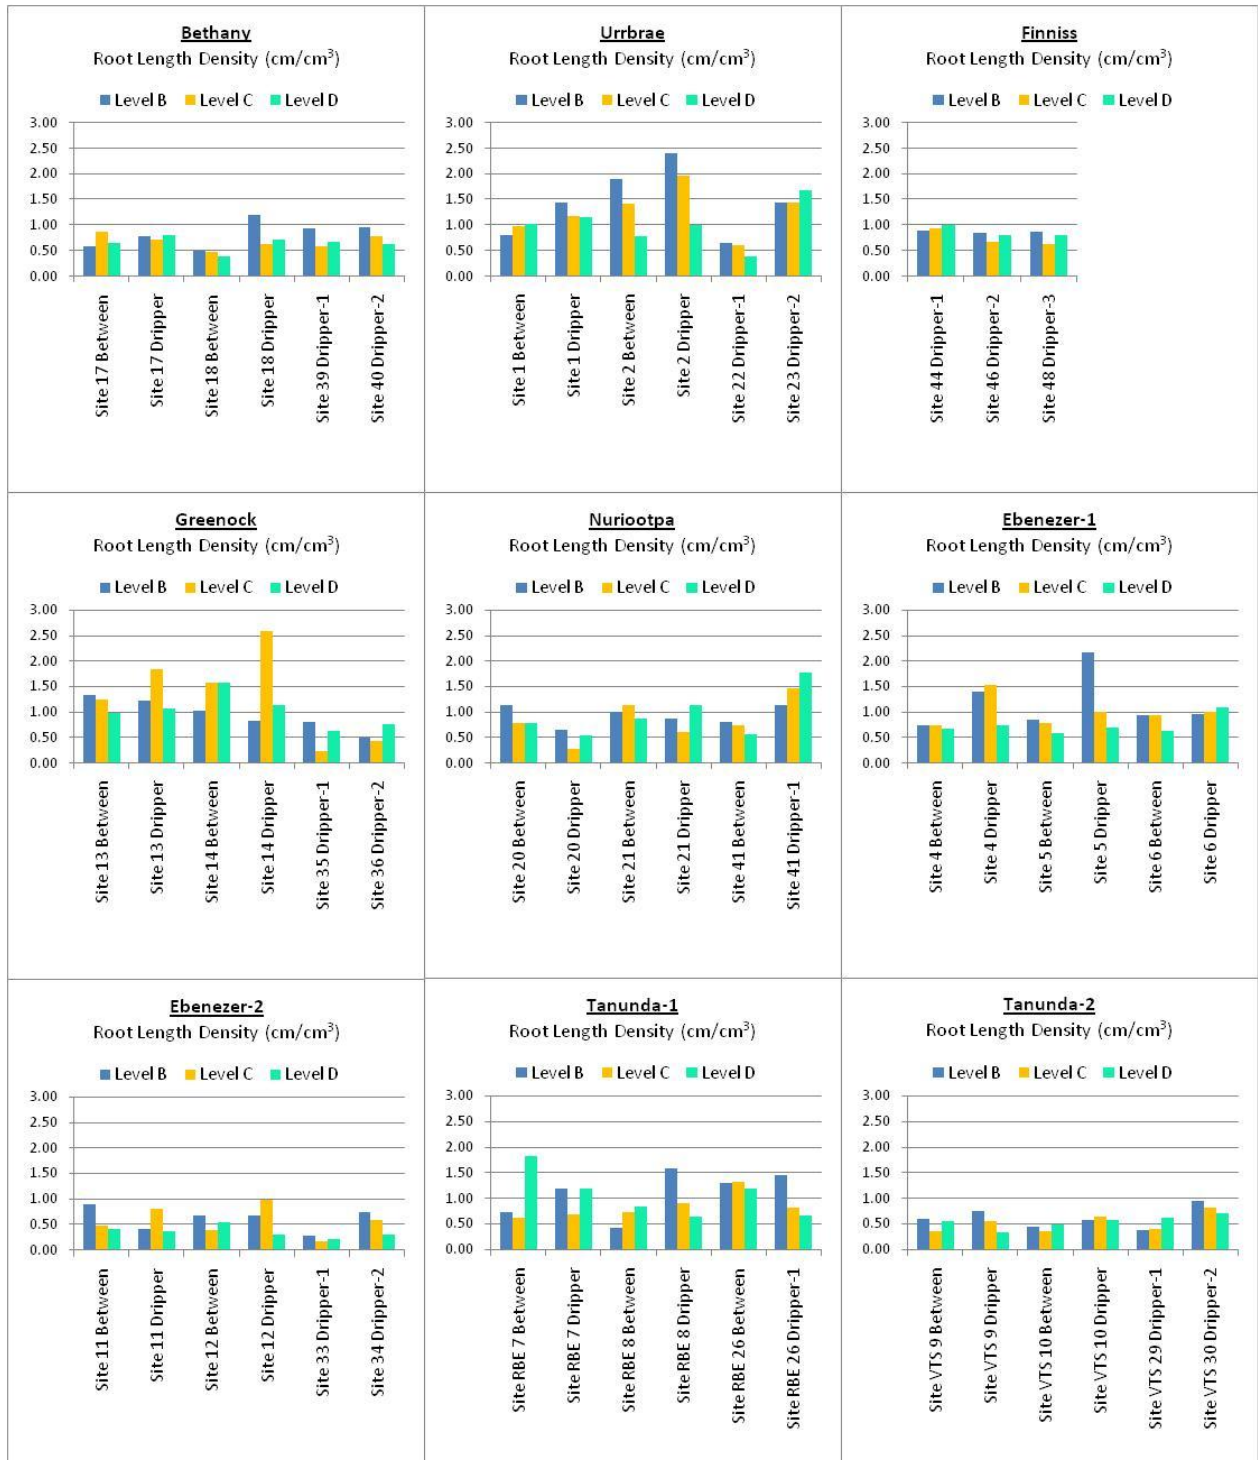 Bethany
Root Length Density (cm/cm³)
Level B Level C Level D
3.00
2.50
2.00
1.50
1.00
0.50
0.00
Site 17 Between
Site 17 Dripper
Site 18 Between
Site 18 Dripper
Site 39 Dripper-1
Site 40 Dripper-2
Urrbrae
Root Length Density (cm/cm³)
Level B Level C Level D
3.00
2.50
2.00
1.50
1.00
0.50
0.00
Site 1 Between
Site 1 Dripper
Site 2 Between
Site 2 Dripper
Site 22 Dripper-1
Site 23 Dripper-2
Finniss
Root Length Density (cm/cm³)
Level B Level C Level D
3.00
2.50
2.00
1.50
1.00
0.50
0.00
Site 44 Dripper-1
Site 46 Dripper-2
Site 48 Dripper-3
Greenock
Root Length Density (cm/cm³)
Level B Level C Level D
3.00
2.50
2.00
1.50
1.00
0.50
0.00
Site 13 Between
Site 13 Dripper
Site 14 Between
Site 14 Dripper
Site 35 Dripper-1
Site 36 Dripper-2
Nuriootpa
Root Length Density (cm/cm³)
Level B Level C Level D
3.00
2.50
2.00
1.50
1.00
0.50
0.00
Site 20 Between
Site 20 Dripper
Site 21 Between
Site 21 Dripper
Site 41 Between
Site 41 Dripper-1
Ebenezer-1
Root Length Density (cm/cm³)
Level B Level C Level D
3.00
2.50
2.00
1.50
1.00
0.50
0.00
Site 4 Between
Site 4 Dripper
Site 5 Between
Site 5 Dripper
Site 6 Between
Site 6 Dripper
Ebenezer-2
Root Length Density (cm/cm³)
Level B Level C Level D
3.00
2.50
2.00
1.50
1.00
0.50
0.00
Site 11 Between
Site 11 Dripper
Site 12 Between
Site 12 Dripper
Site 33 Dripper-1
Site 34 Dripper-2
Tanunda-1
Root Length Density (cm/cm³)
Level B Level C Level D
3.00
2.50
2.00
1.50
1.00
0.50
0.00
Site RBE 7 Between
Site RBE 7 Dripper
Site RBE 8 Between
Site RBE 8 Dripper
Site RBE 26 Between
Site RBE 26 Dripper-1
Tanunda-2
Root Length Density (cm/cm³)
Level B Level C Level D
3.00
2.50
2.00
1.50
1.00
0.50
0.00
Site VTS 9 Between
Site VTS 9 Dripper
Site VTS 10 Between
Site VTS 10 Dripper
Site VTS 29 Dripper-1
Site VTS 30 Dripper-2